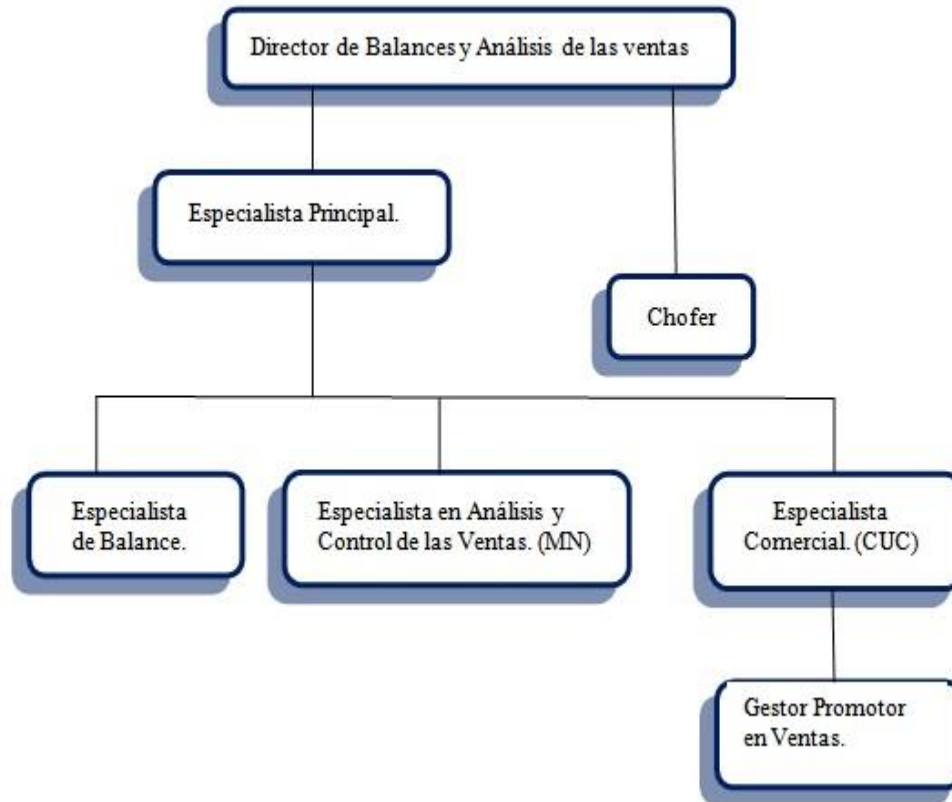 Director de Balances y Análisis de las ventas
Especialista Principal.
Chofer
Especialista
de Balance.
Especialista en Análisis y
Control de las Ventas. (MN)
Especialista
Comercial. (CUC)
Gestor Promotor
en Ventas.